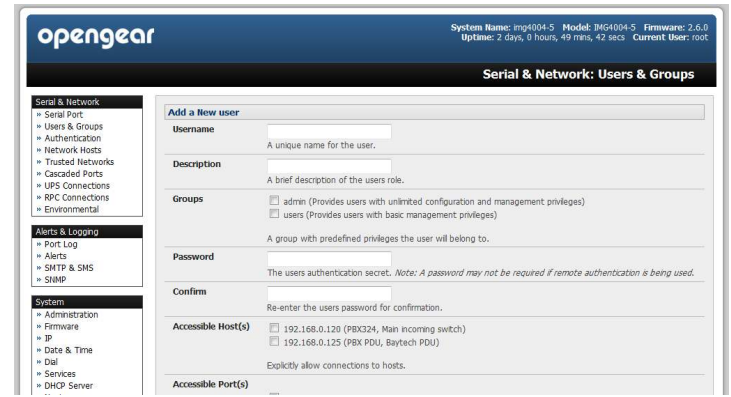 opengear
System Name: img4004-5 Model: IMG4004-5 Firmware: 2.6.0
Uptime: 2 days, 0 hours, 49 mins, 42 secs Current User: root
Serial & Network: Users & Groups
Serial & Network
» Serial Port
» Users & Groups
» Authentication
» Network Hosts
» Trusted Networks
» Cascaded Ports
» UPS Connections
» RPC Connections
» Environmental
Alerts & Logging
» Port Log
» Alerts
» SMTP & SMS
» SNMP
System
» Administration
» Firmware
» IP
» Date & Time
» Dial
» Services
» DHCP Server
Add a New user
Username
A unique name for the user.
Description
A brief description of the users role.
Groups
admin (Provides users with unlimited configuration and management privileges)
users (Provides users with basic management privileges)
A group with predefined privileges the user will belong to.
Password
The users authentication secret. Note: A password may not be required if remote authentication is being used.
Confirm
Re-enter the users password for confirmation.
Accessible Host(s)
192.168.0.120 (PBX324, Main incoming switch)
192.168.0.125 (PBX PDU, Baytech PDU)
Explicitly allow connections to hosts.
Accessible Port(s)